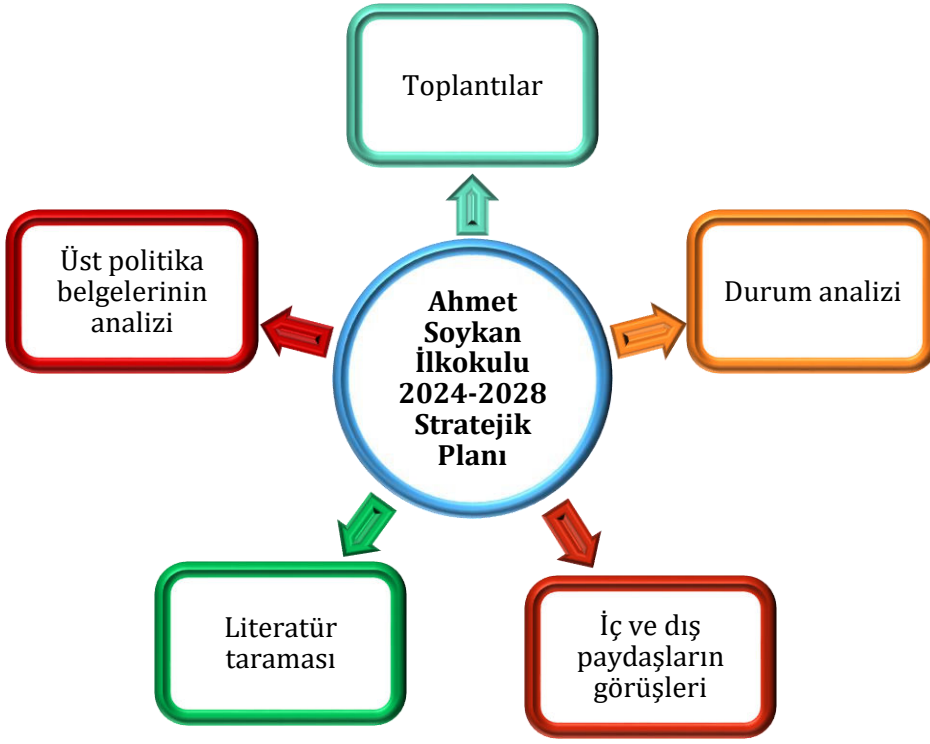 Toplantılar
Üst politika
belgelerinin
analizi
Ahmet
Soykan
İlkokulu
2024-2028
Stratejik
Planı
Durum analizi
Literatür
taraması
İç ve dış
paydaşların
görüşleri